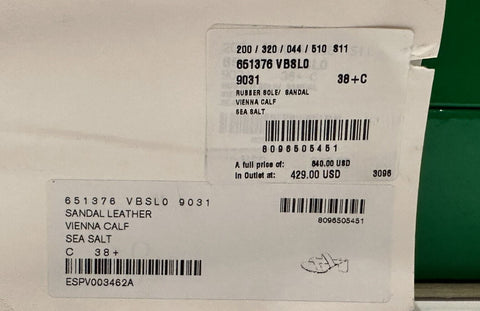 200 / 320 / 044 / 510 S11
651376 VBSL0
9031 38+C
RUBBER SOLE/ SANDAL
VIENNA CALF
SEA SALT
8096505451
A full price of: 640.00 USD
In Outlet at: 429.00 USD 3096
651376 VBSL0 9031
SANDAL LEATHER
VIENNA CALF
SEA SALT
C 38+
8096505451
ESPV003462A